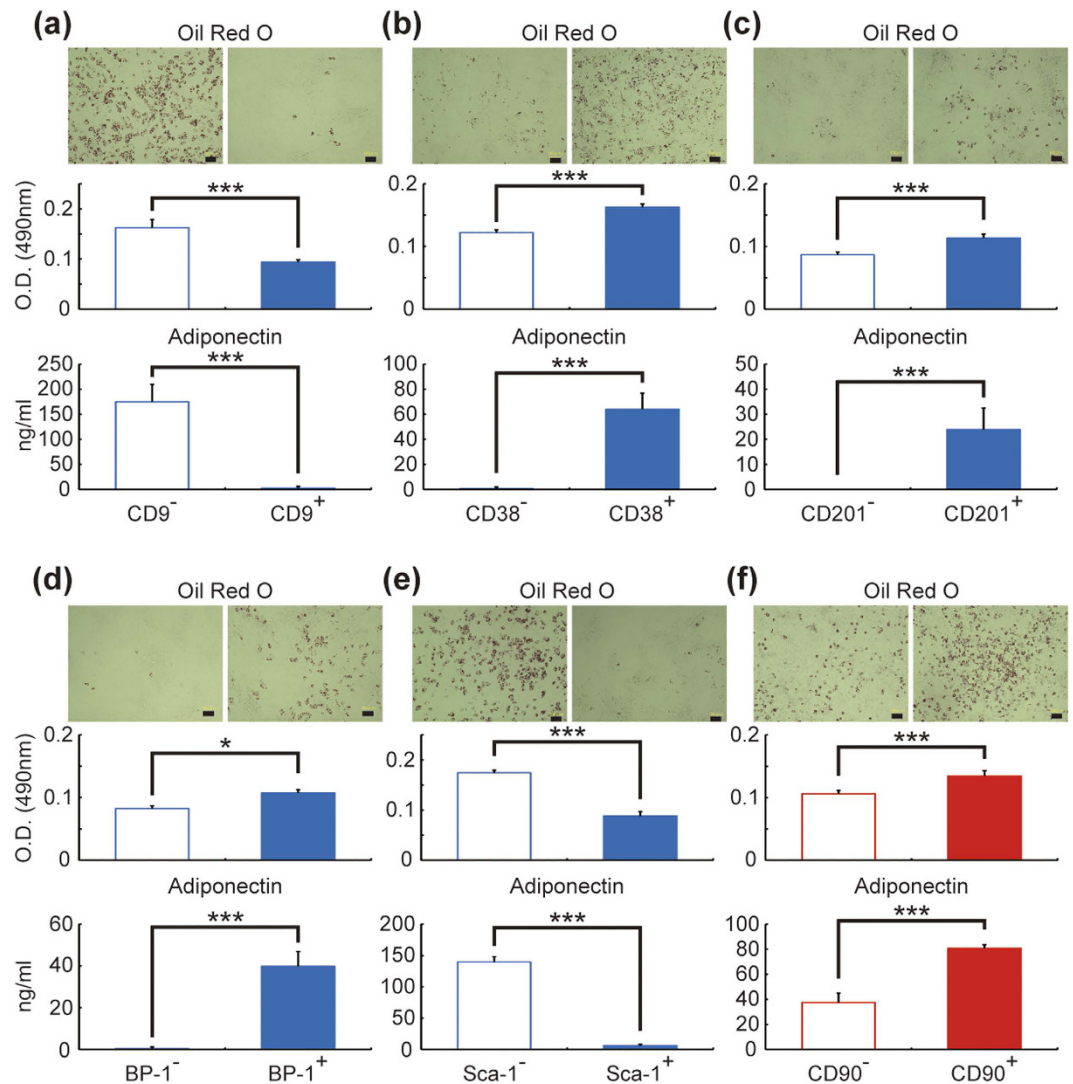 (a)
Oil Red O
O.D. (490nm)
0.2
0.1
0
***
Adiponectin
ng/ml
250
200
150
100
50
0
***
CD9⁻ CD9⁺
(b)
Oil Red O
0.2
0.1
0
***
Adiponectin
100
80
60
40
20
0
***
CD38⁻ CD38⁺
(c)
Oil Red O
0.2
0.1
0
***
Adiponectin
50
40
30
20
10
0
***
CD201⁻ CD201⁺
(d)
Oil Red O
O.D. (490nm)
0.2
0.1
0
*
Adiponectin
ng/ml
60
40
20
0
***
BP-1⁻ BP-1⁺
(e)
Oil Red O
0.2
0.1
0
***
Adiponectin
200
150
100
50
0
***
Sca-1⁻ Sca-1⁺
(f)
Oil Red O
0.2
0.1
0
***
Adiponectin
100
80
60
40
20
0
***
CD90⁻ CD90⁺